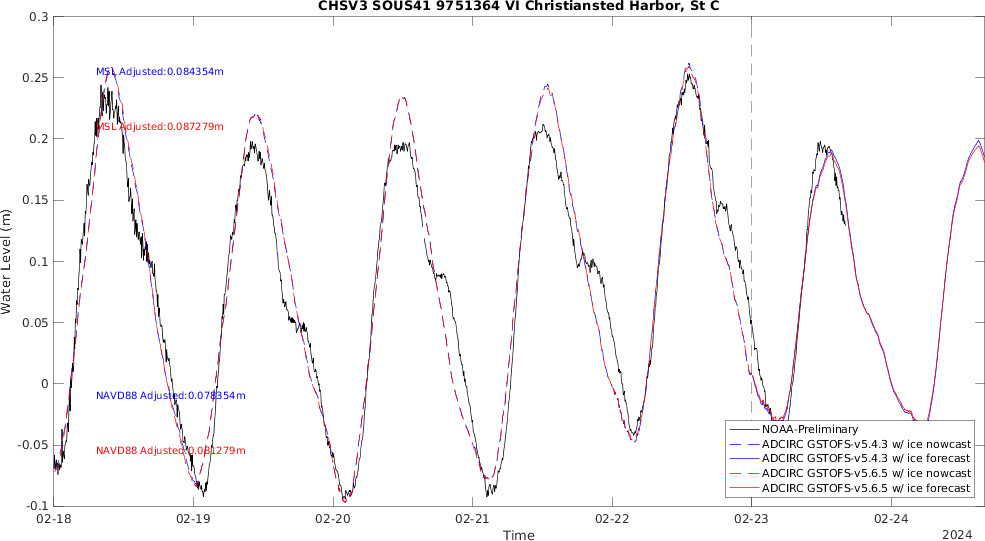 CHSV3 SOUS41 9751364 VI Christiansted Harbor, St C
0.3
0.25
0.2
0.15
0.1
0.05
0
-0.05
-0.1
Water Level (m)
MSL Adjusted:0.084354m
MSL Adjusted:0.087279m
NAVD88 Adjusted:0.078354m
NAVD88 Adjusted:0.081279m
NOAA-Preliminary
ADCIRC GSTOFS-v5.4.3 w/ ice nowcast
ADCIRC GSTOFS-v5.4.3 w/ ice forecast
ADCIRC GSTOFS-v5.6.5 w/ ice nowcast
ADCIRC GSTOFS-v5.6.5 w/ ice forecast
02-18 02-19 02-20 02-21 02-22 02-23 02-24
Time
2024